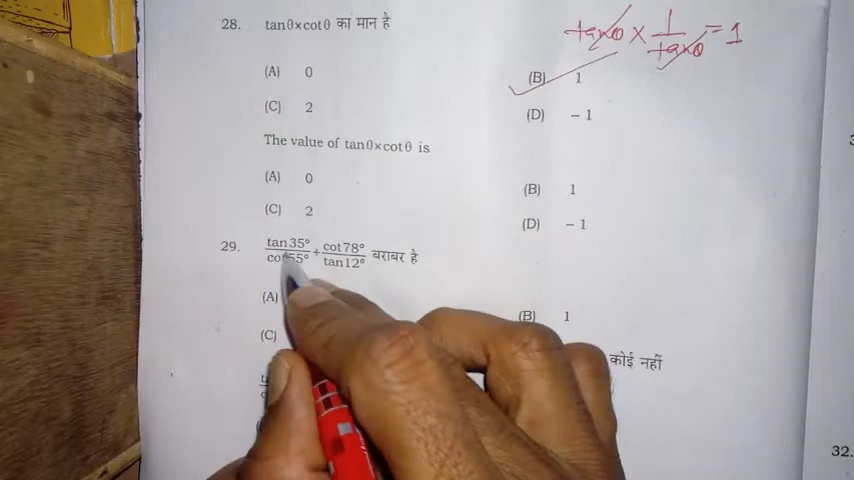 28. tanθ×cotθ का मान है
tanθ × 1/tanθ = 1
(A) 0 (B) 1
(C) 2 (D) – 1
The value of tanθ×cotθ is
(A) 0 (B) 1
(C) 2 (D) – 1
29. tan35°/cot55° + cot78°/tan12° बराबर है
(A) (B) 1
(C) कोई नहीं
32.